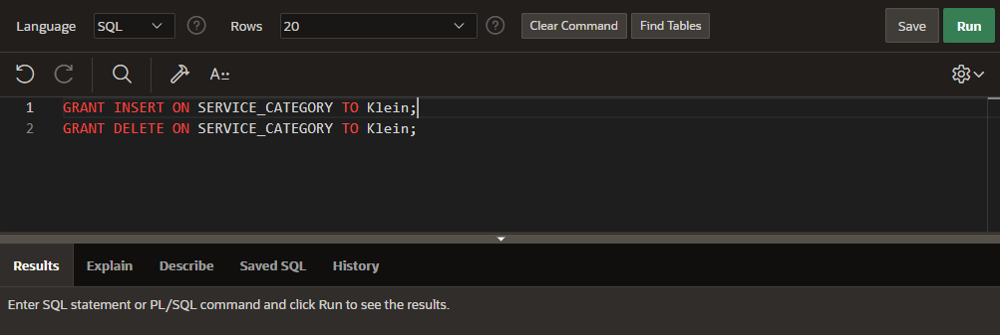 Language SQL ? Rows 20 ? Clear Command Find Tables Save Run
A
1 GRANT INSERT ON SERVICE_CATEGORY TO Klein;
2 GRANT DELETE ON SERVICE_CATEGORY TO Klein;
Results Explain Describe Saved SQL History
Enter SQL statement or PL/SQL command and click Run to see the results.